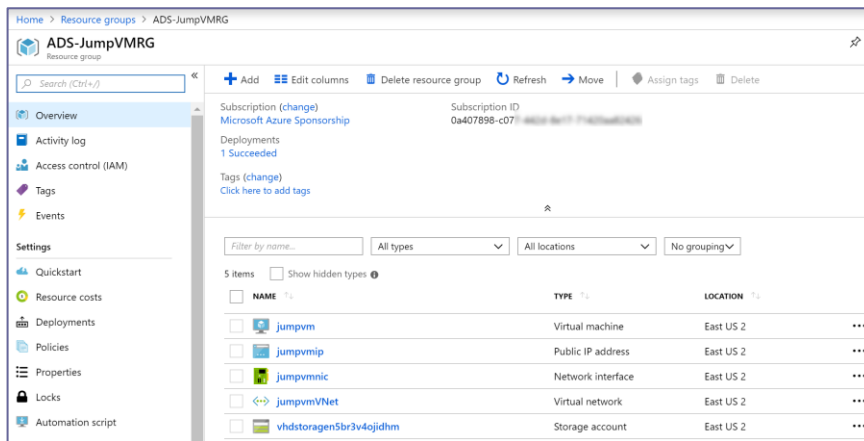 Home > Resource groups > ADS-JumpVMRG
ADS-JumpVMRG
Resource group
Search (Ctrl+/)
Overview
Activity log
Access control (IAM)
Tags
Events
Settings
Quickstart
Resource costs
Deployments
Policies
Properties
Locks
Automation script
Add Edit columns Delete resource group Refresh Move Assign tags Delete
Subscription (change) Subscription ID
Microsoft Azure Sponsorship 0a407898-c07
Deployments
1 Succeeded
Tags (change)
Click here to add tags
Filter by name... All types All locations No grouping
5 items Show hidden types
NAME TYPE LOCATION
jumpvm Virtual machine East US 2
jumpvmip Public IP address East US 2
jumpvmnic Network interface East US 2
jumpvmVNet Virtual network East US 2
vhdstoragen5br3v4ojidhm Storage account East US 2